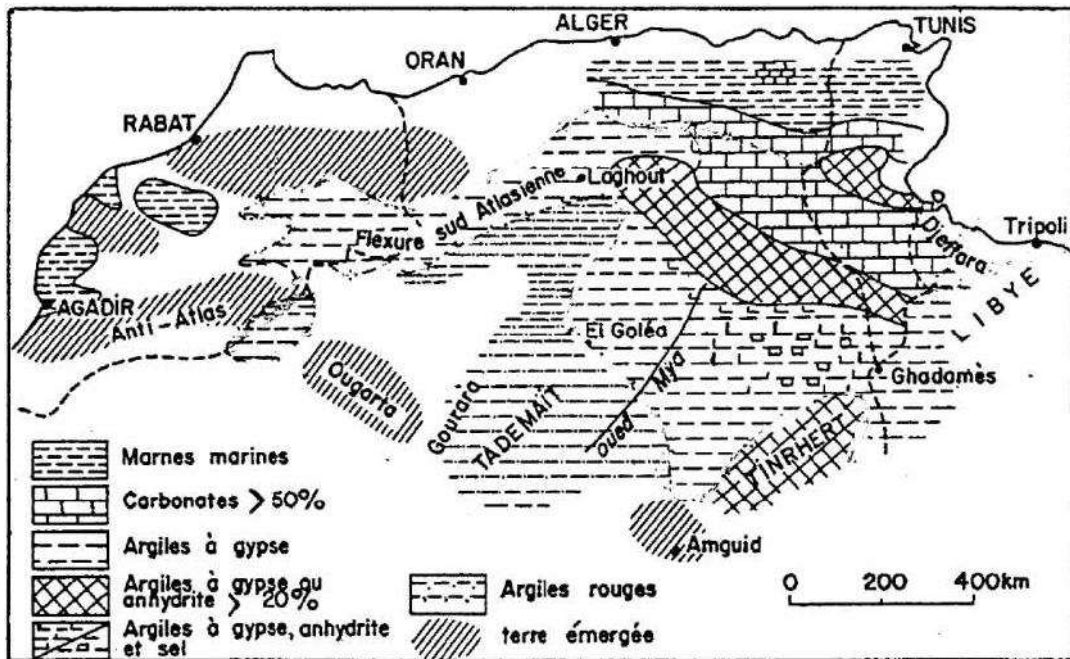 ALGER
TUNIS
ORAN
RABAT
Laghout
Flexure sud Atlasienne
Djeffara
Tripoli
LIBYE
AGADIR
Anti-Atlas
El Goléa
Ghadamès
Ougarta
Gourara
TADEMAÏT
oued Mya
TINRHERT
Amguid
Marnes marines
Carbonates > 50%
Argiles à gypse
Argiles à gypse ou
anhydrite > 20%
Argiles à gypse, anhydrite
et sel
Argiles rouges
terre émergée
0 200 400km